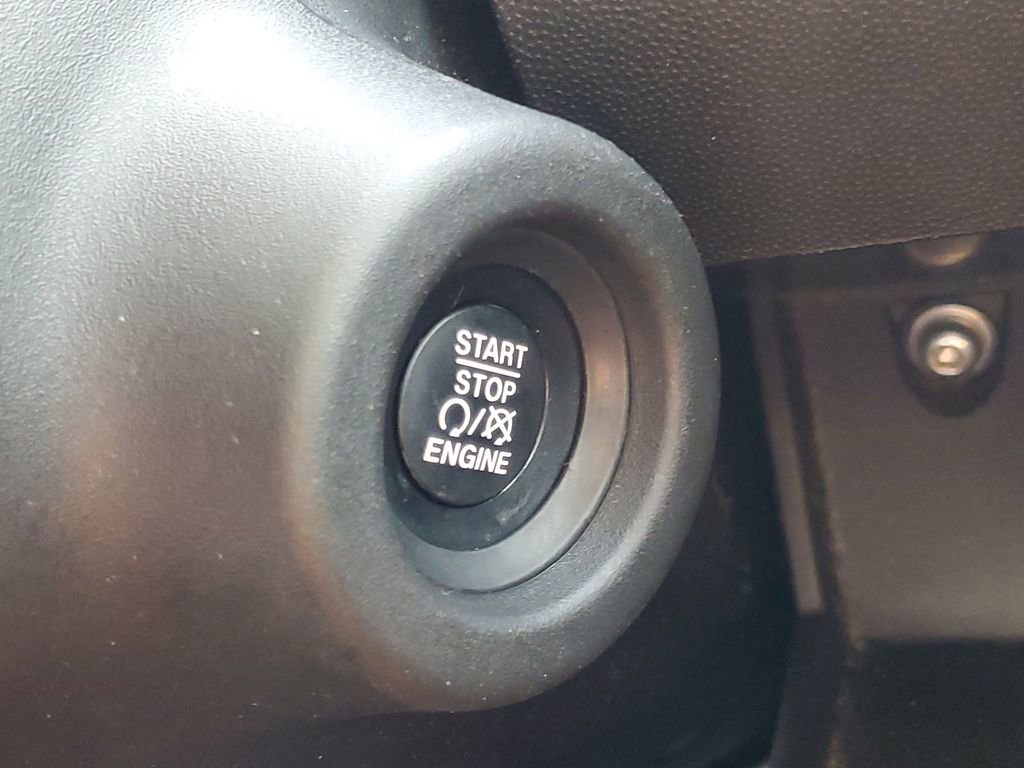 START
STOP
/
ENGINE